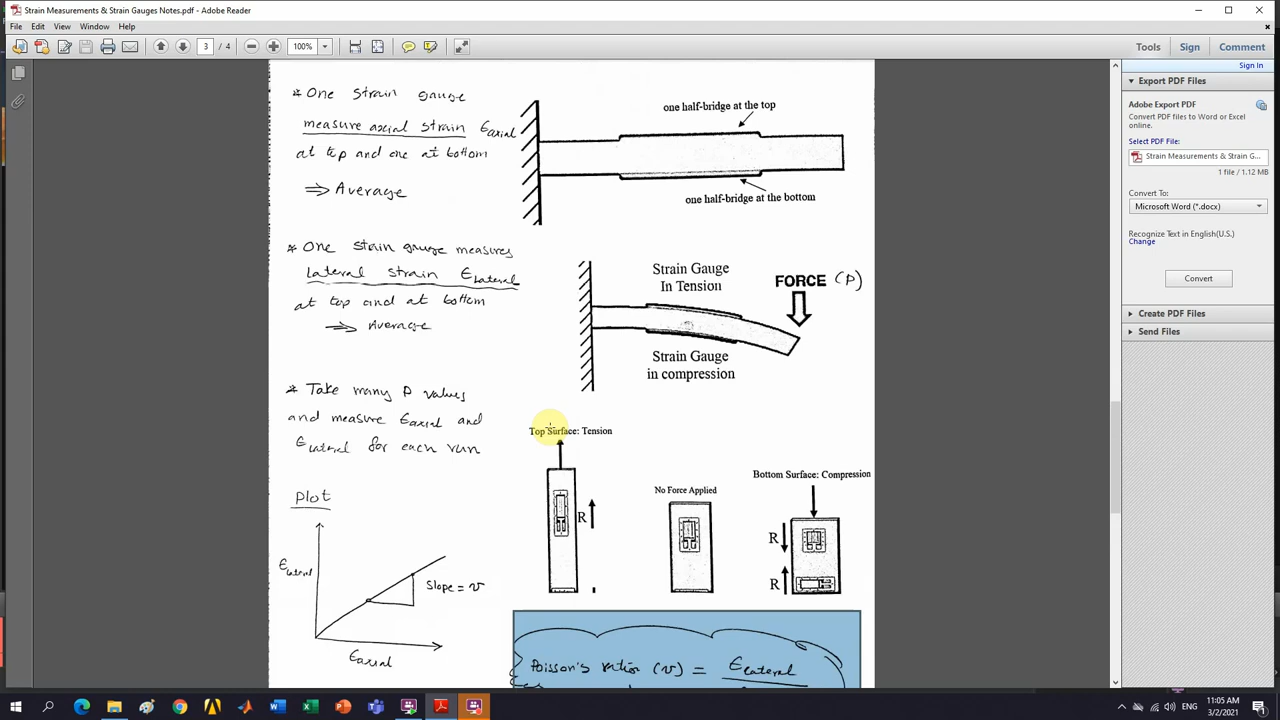 Strain Measurements & Strain Gauges Notes.pdf - Adobe Reader
File Edit View Window Help
3 / 4 100% Tools Sign Comment
Sign In
Export PDF Files
Adobe Export PDF
Convert PDF files to Word or Excel
online.
Select PDF File:
Strain Measurements & Strain G...
1 file / 1.12 MB
Convert To:
Microsoft Word (*.docx)
Recognize Text in English(U.S.)
Change
Convert
Create PDF Files
Send Files
* One strain gauge
measure axial strain Eaxial
at top and one at bottom
⇒ Average
one half-bridge at the top
one half-bridge at the bottom
* One strain gauge measures
Lateral strain ELateral
at top and at bottom
⇒ Average
Strain Gauge
In Tension
FORCE (P)
Strain Gauge
in compression
* Take many P values
and measure Eaxial and
Elateral for each run
Top Surface: Tension
R
No Force Applied
Bottom Surface: Compression
R
R
Plot
Elateral
Slope = v
Eaxial
Poisson's ratio (v) = Elateral
ENG 11:05 AM
3/2/2021